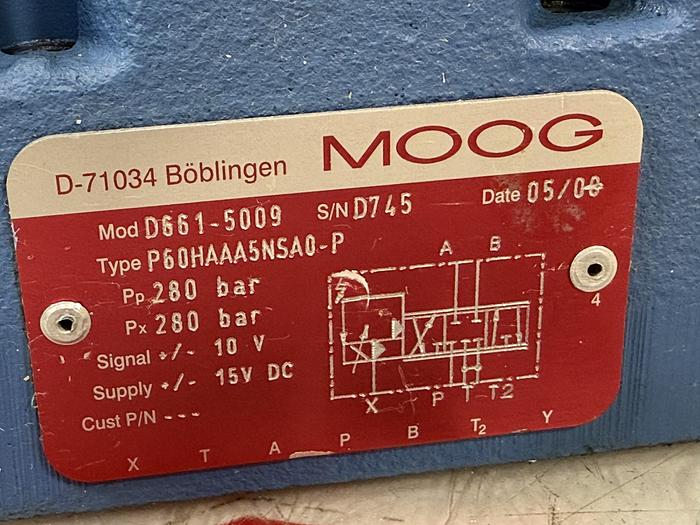 D-71034 Böblingen MOOG
Mod D661-5009 S/N D745 Date 05/00
Type P60HAAA5NSA0-P
Pp 280 bar
Px 280 bar
Signal +/- 10 V
Supply +/- 15V DC
Cust P/N ---
A B
4
X P T T2
X T A P B T2 Y